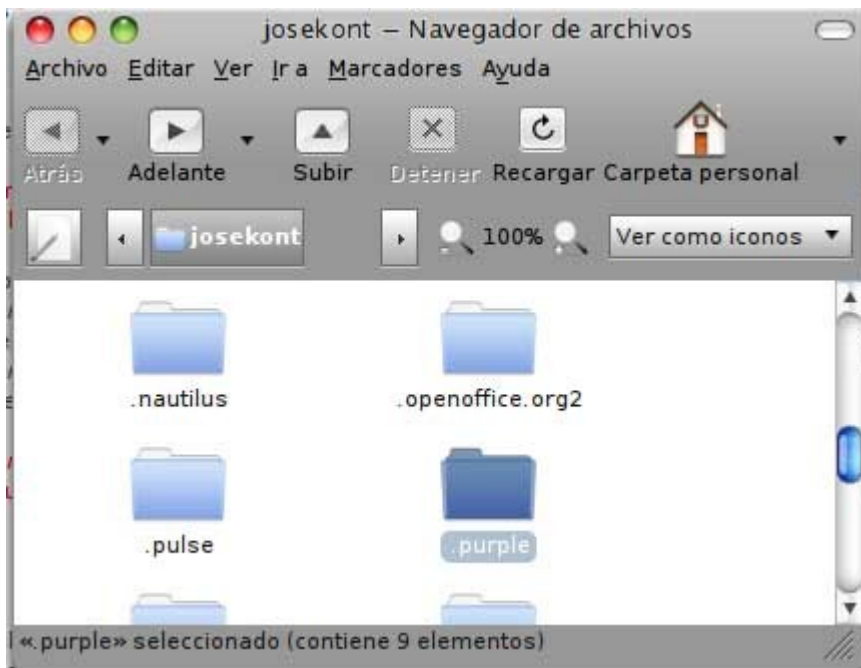 josekont – Navegador de archivos
Archivo Editar Ver Ir a Marcadores Ayuda
Atrás Adelante Subir Detener Recargar Carpeta personal
josekont 100% Ver como iconos
.nautilus .openoffice.org2
.pulse .purple
«.purple» seleccionado (contiene 9 elementos)